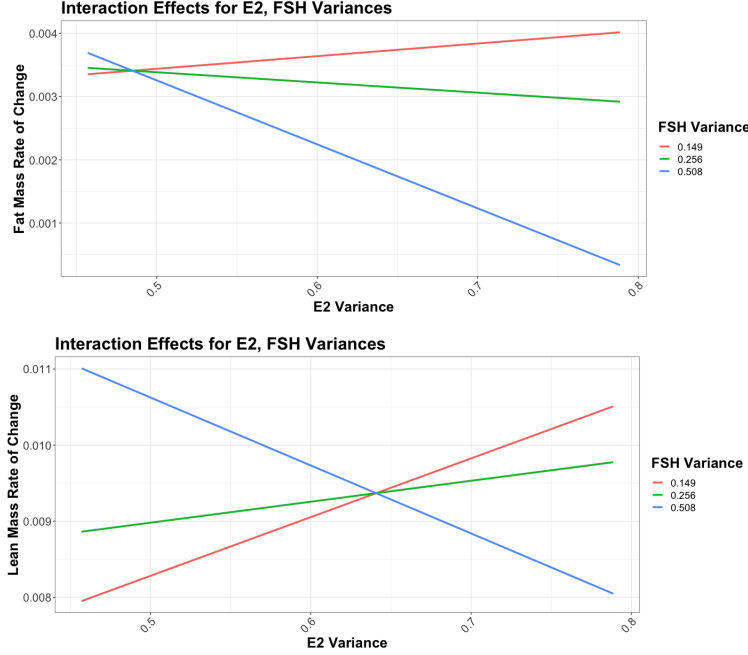 Interaction Effects for E2, FSH Variances
Fat Mass Rate of Change
0.004
0.003
0.002
0.001
0.5
0.6
0.7
0.8
E2 Variance
FSH Variance
0.149
0.256
0.508
Interaction Effects for E2, FSH Variances
Lean Mass Rate of Change
0.011
0.010
0.009
0.008
0.5
0.6
0.7
0.8
E2 Variance
FSH Variance
0.149
0.256
0.508